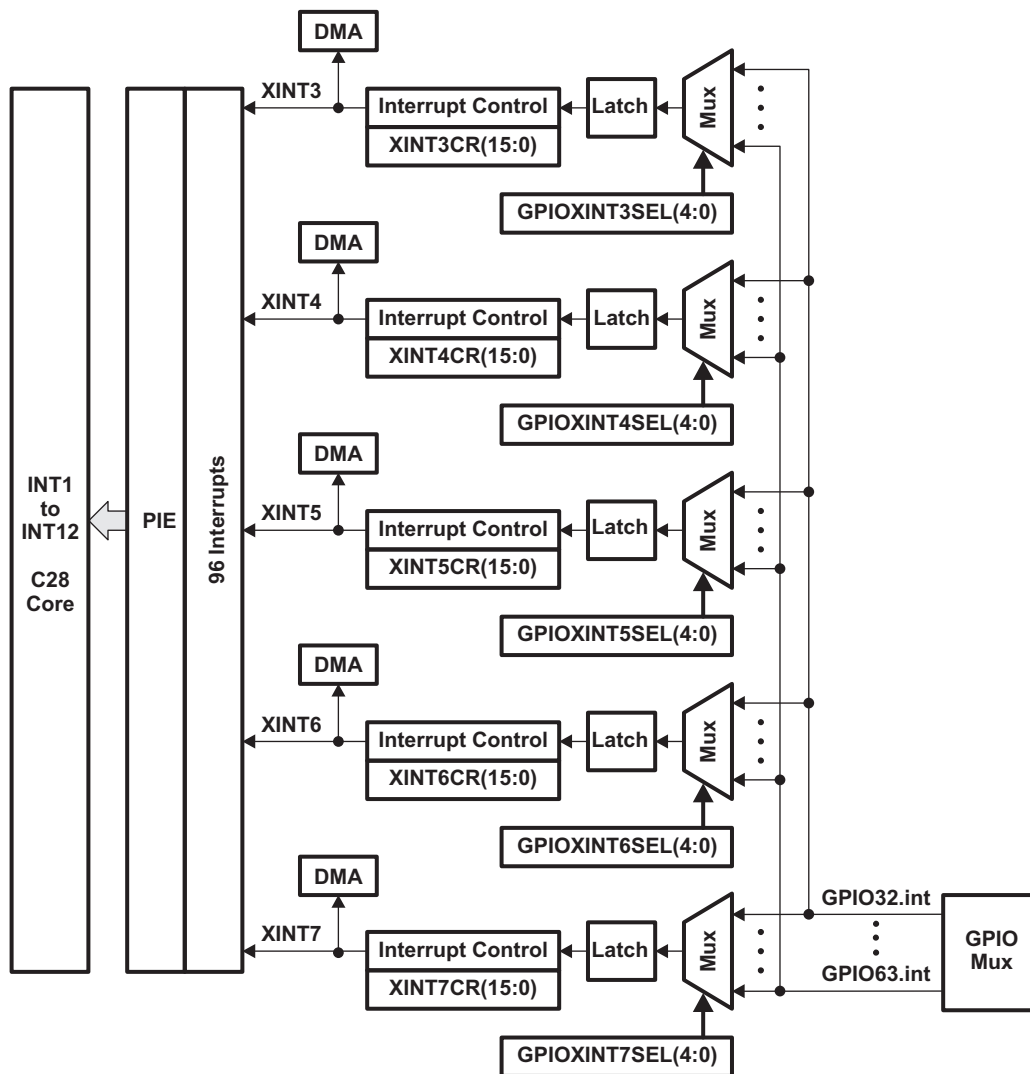 DMA
XINT3
Interrupt Control
XINT3CR(15:0)
Latch
Mux
GPIOXINT3SEL(4:0)
DMA
XINT4
Interrupt Control
XINT4CR(15:0)
Latch
Mux
GPIOXINT4SEL(4:0)
INT1
to
INT12
C28
Core
PIE
96 Interrupts
DMA
XINT5
Interrupt Control
XINT5CR(15:0)
Latch
Mux
GPIOXINT5SEL(4:0)
DMA
XINT6
Interrupt Control
XINT6CR(15:0)
Latch
Mux
GPIOXINT6SEL(4:0)
DMA
XINT7
Interrupt Control
XINT7CR(15:0)
Latch
Mux
GPIOXINT7SEL(4:0)
GPIO32.int
GPIO63.int
GPIO
Mux